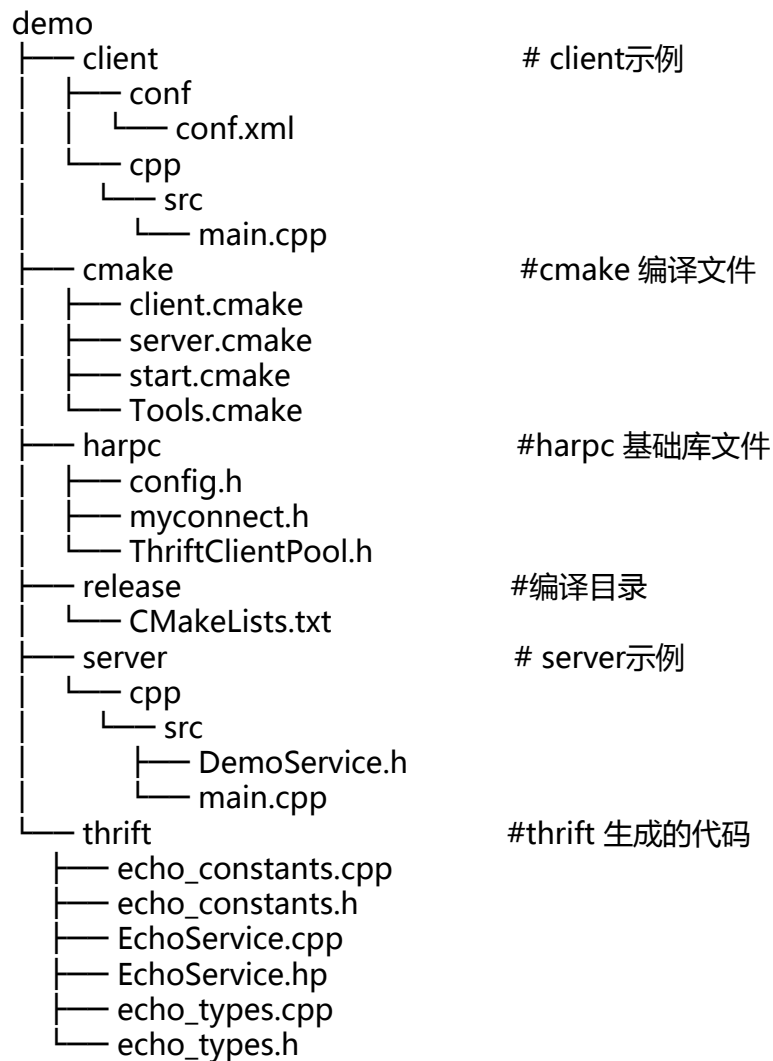 demo
├── client # client示例
│ ├── conf
│ │ └── conf.xml
│ └── cpp
│ └── src
│ └── main.cpp
├── cmake #cmake 编译文件
│ ├── client.cmake
│ ├── server.cmake
│ ├── start.cmake
│ └── Tools.cmake
├── harpc #harpc 基础库文件
│ ├── config.h
│ ├── myconnect.h
│ └── ThriftClientPool.h
├── release #编译目录
│ └── CMakeLists.txt
├── server # server示例
│ └── cpp
│ └── src
│ ├── DemoService.h
│ └── main.cpp
└── thrift #thrift 生成的代码
├── echo_constants.cpp
├── echo_constants.h
├── EchoService.cpp
├── EchoService.hp
├── echo_types.cpp
└── echo_types.h